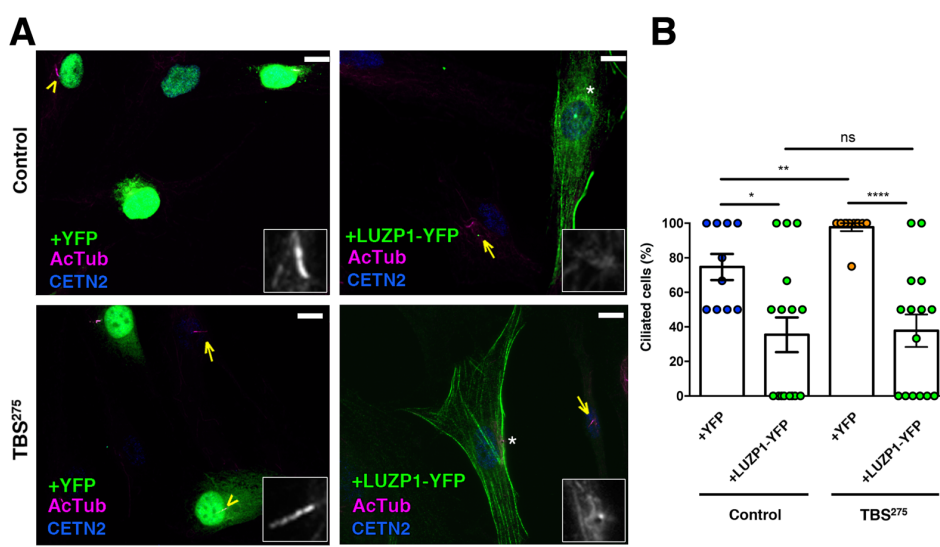 A
B
Control
+YFP
AcTub
CETN2
*
+LUZP1-YFP
AcTub
CETN2
TBS275
+YFP
AcTub
CETN2
*
+LUZP1-YFP
AcTub
CETN2
ns
**
*
****
Ciliated cells (%)
100
80
60
40
20
0
+YFP
+LUZP1-YFP
+YFP
+LUZP1-YFP
Control
TBS275